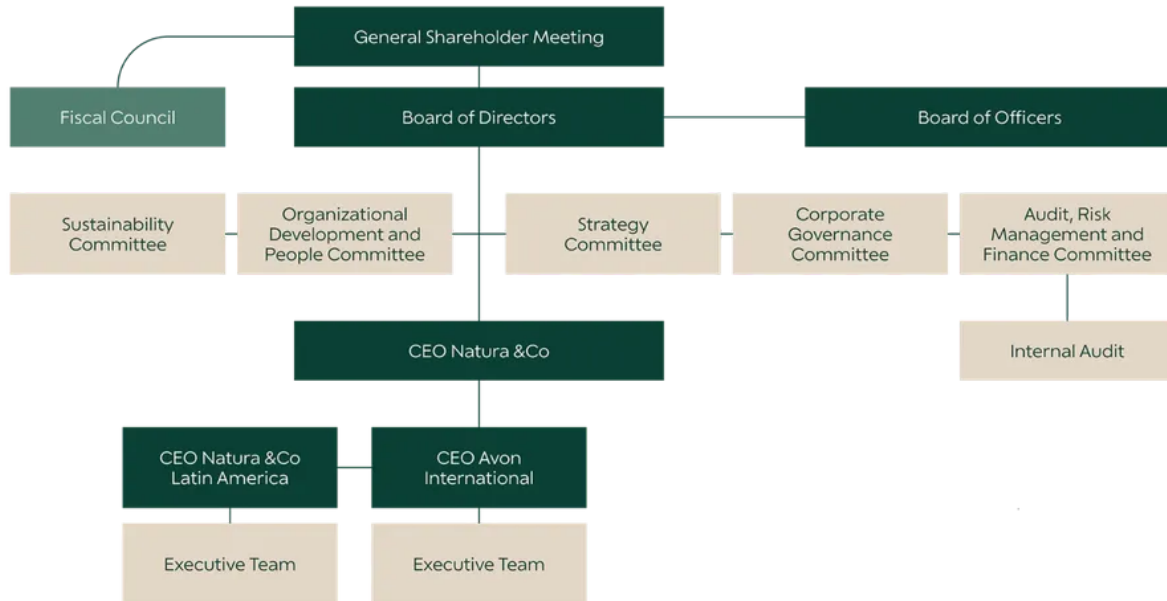 General Shareholder Meeting
Fiscal Council
Board of Directors
Board of Officers
Sustainability
Committee
Organizational
Development and
People Committee
Strategy
Committee
Corporate
Governance
Committee
Audit, Risk
Management and
Finance Committee
CEO Natura &Co
Internal Audit
CEO Natura &Co
Latin America
CEO Avon
International
Executive Team
Executive Team